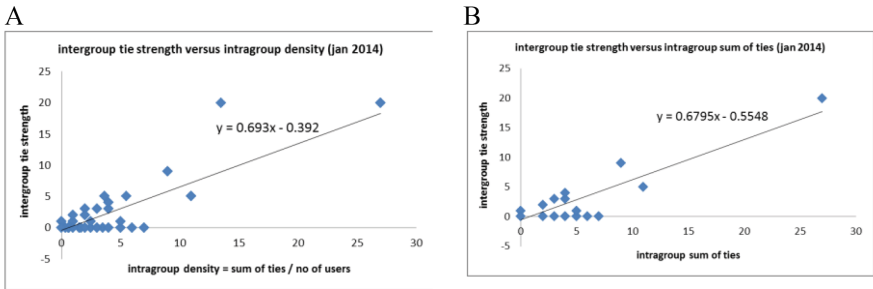 A
intergroup tie strength versus intragroup density (jan 2014)
25
20
15
10
5
0
-5
intergroup tie strength
y = 0.693x - 0.392
0
5
10
15
20
25
30
intragroup density = sum of ties / no of users
B
intergroup tie strength versus intragroup sum of ties (jan 2014)
25
20
15
10
5
0
-5
intergroup tie strength
y = 0.6795x - 0.5548
0
5
10
15
20
25
30
intragroup sum of ties